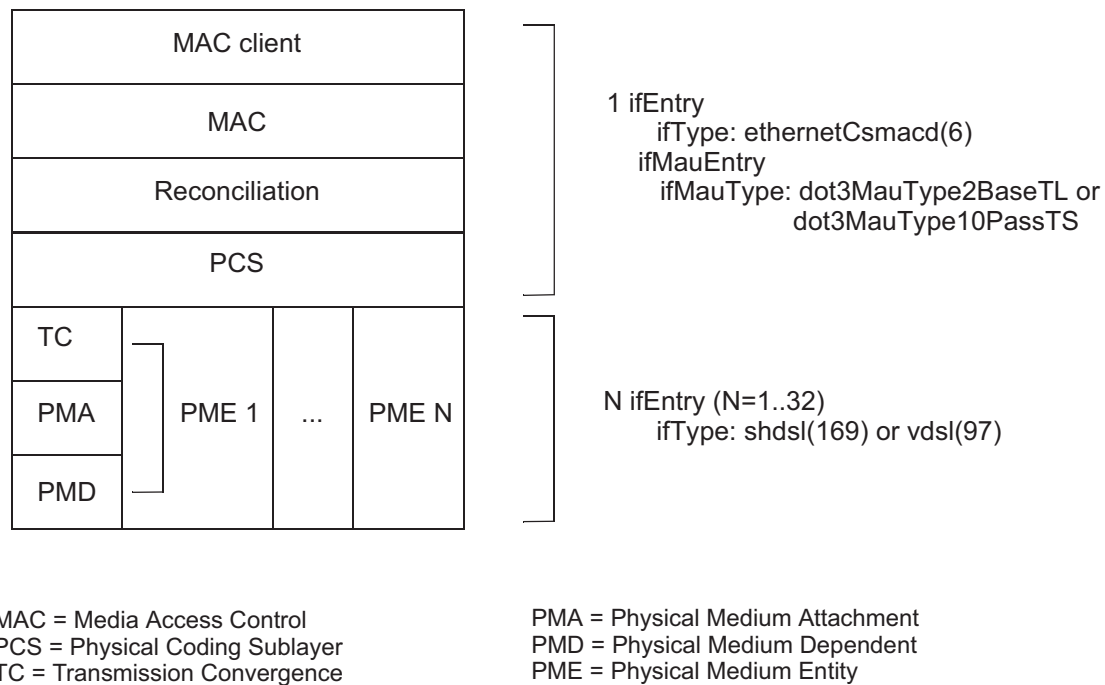 MAC client
MAC
Reconciliation
PCS
TC
PMA
PMD
PME 1
...
PME N
1 ifEntry
ifType: ethernetCsmacd(6)
ifMauEntry
ifMauType: dot3MauType2BaseTL or
dot3MauType10PassTS
N ifEntry (N=1..32)
ifType: shdsl(169) or vdsl(97)
MAC = Media Access Control
PCS = Physical Coding Sublayer
TC = Transmission Convergence
PMA = Physical Medium Attachment
PMD = Physical Medium Dependent
PME = Physical Medium Entity